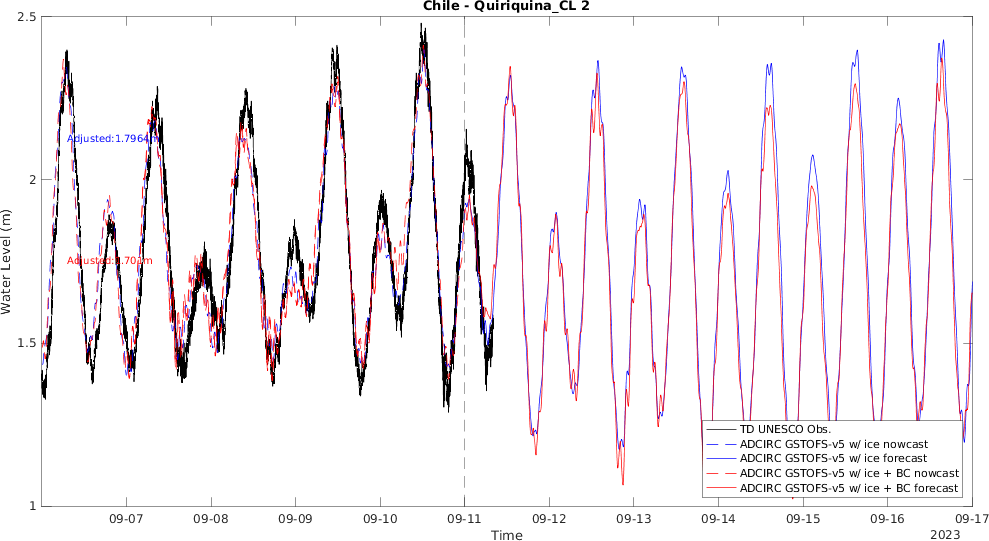 Chile - Quiriquina_CL 2
Water Level (m)
2.5
2
1.5
1
Adjusted:1.7964
TD UNESCO Obs.
ADCIRC GSTOFS-v5 w/ ice nowcast
ADCIRC GSTOFS-v5 w/ ice forecast
ADCIRC GSTOFS-v5 w/ ice + BC nowcast
ADCIRC GSTOFS-v5 w/ ice + BC forecast
09-07 09-08 09-09 09-10 09-11 09-12 09-13 09-14 09-15 09-16 09-17
Time
2023